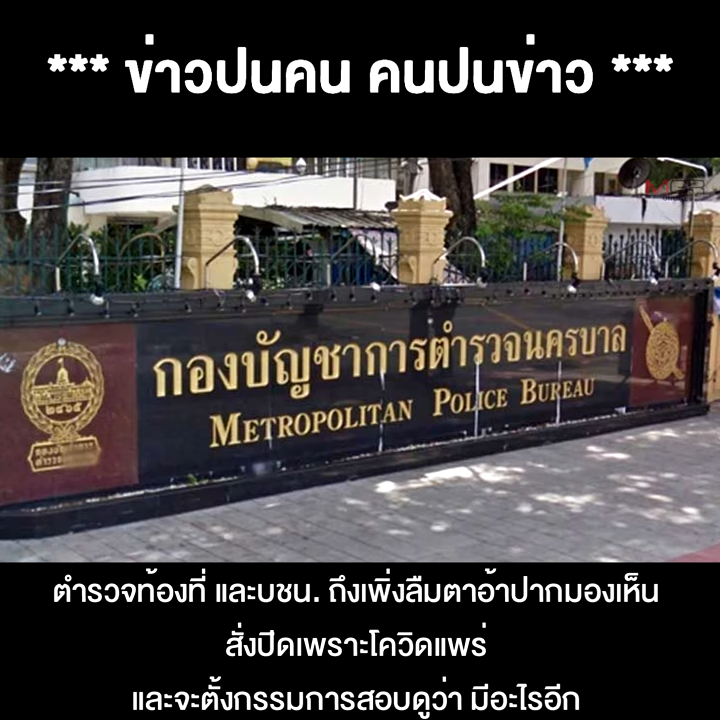 *** ข่าวปนคน คนปนข่าว ***
MGR
กองบัญชาการตำรวจนครบาล
METROPOLITAN POLICE BUREAU
๒๔๖๕
ตำรวจท้องที่ และบชน. ถึงเพิ่งลืมตาอ้าปากมองเห็น
สั่งปิดเพราะโควิดแพร่
และจะตั้งกรรมการสอบดูว่า มีอะไรอีก